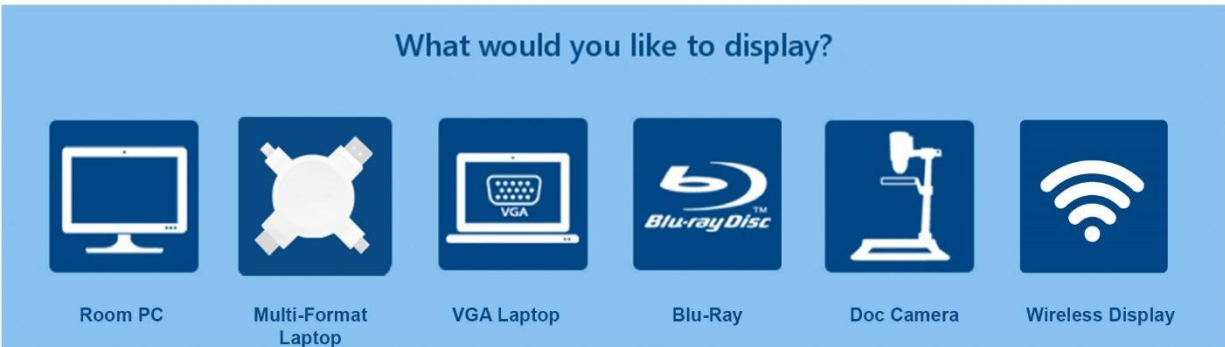 What would you like to display?
VGA
Blu-ray Disc
TM
Room PC
Multi-Format
Laptop
VGA Laptop
Blu-Ray
Doc Camera
Wireless Display